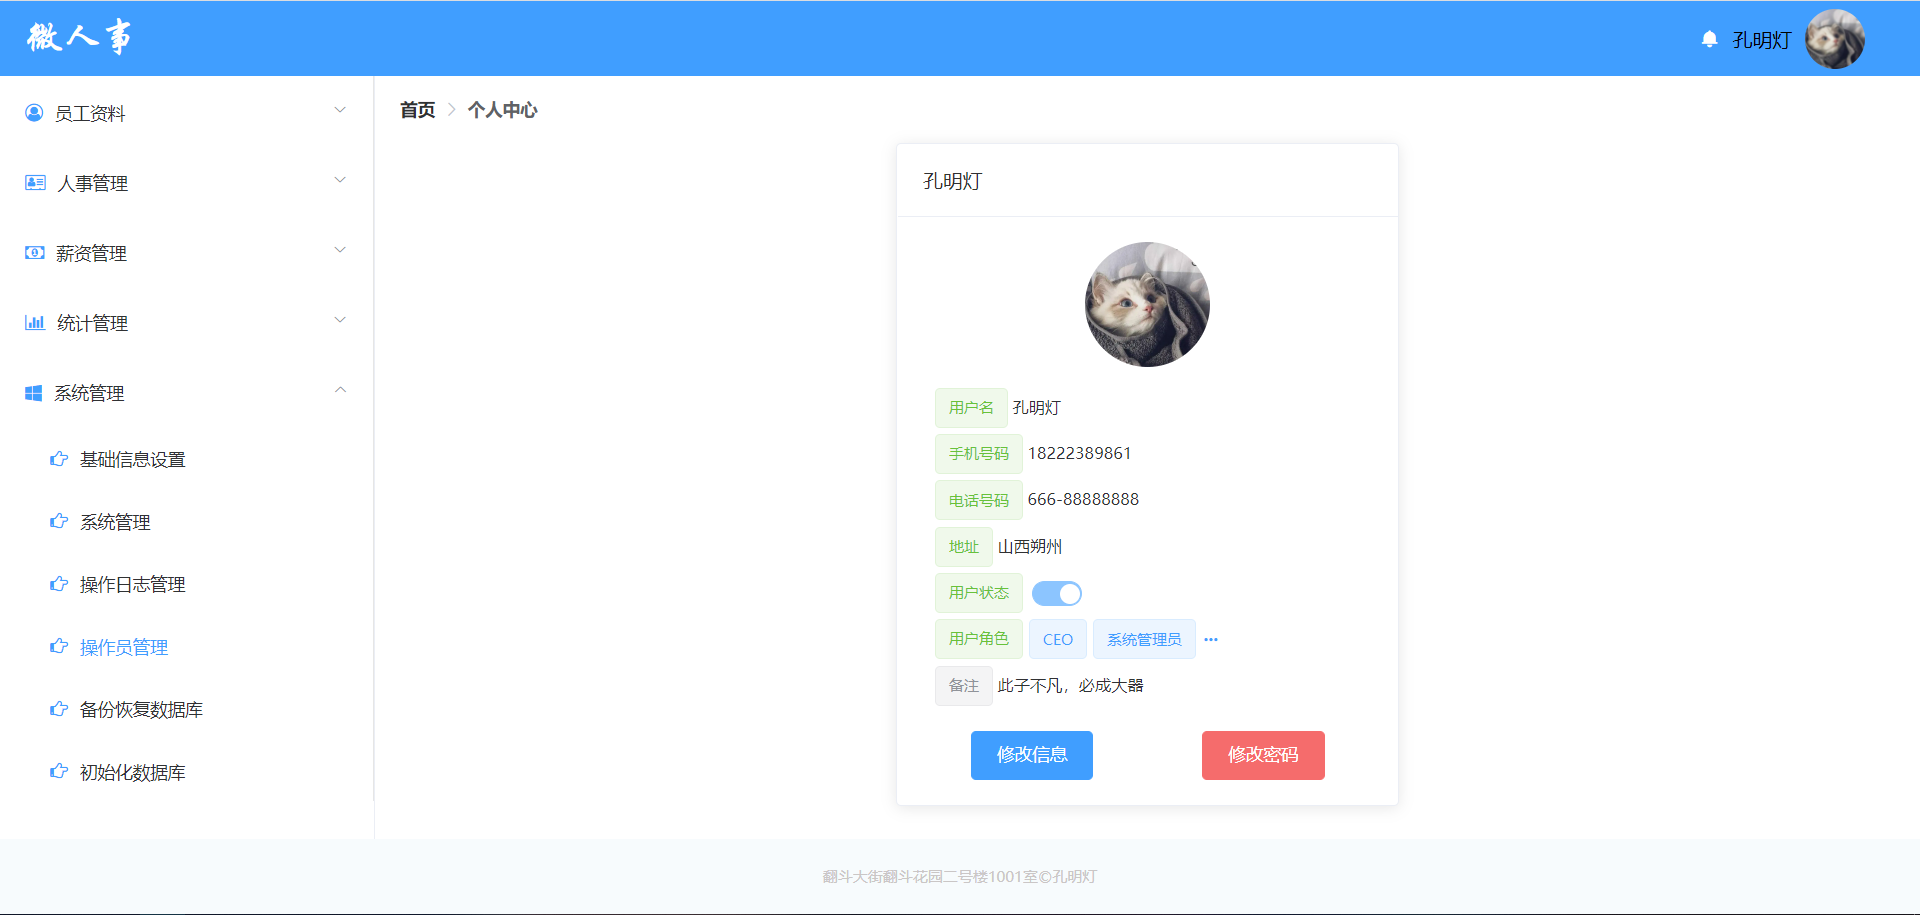 微人事
孔明灯
员工资料
人事管理
薪资管理
统计管理
系统管理
基础信息设置
系统管理
操作日志管理
操作员管理
备份恢复数据库
初始化数据库
首页 > 个人中心
孔明灯
用户名 孔明灯
手机号码 18222389861
电话号码 666-88888888
地址 山西朔州
用户状态
用户角色 CEO 系统管理员 ···
备注 此子不凡，必成大器
修改信息 修改密码
翻斗大街翻斗花园二号楼1001室©孔明灯